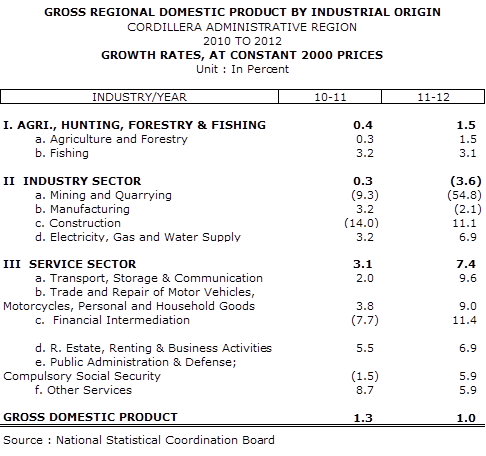 GROSS REGIONAL DOMESTIC PRODUCT BY INDUSTRIAL ORIGIN
CORDILLERA ADMINISTRATIVE REGION
2010 TO 2012
GROWTH RATES, AT CONSTANT 2000 PRICES
Unit : In Percent
INDUSTRY/YEAR 10-11 11-12
I. AGRI., HUNTING, FORESTRY & FISHING 0.4 1.5
a. Agriculture and Forestry 0.3 1.5
b. Fishing 3.2 3.1
II INDUSTRY SECTOR 0.3 (3.6)
a. Mining and Quarrying (9.3) (54.8)
b. Manufacturing 3.2 (2.1)
c. Construction (14.0) 11.1
d. Electricity, Gas and Water Supply 3.2 6.9
III SERVICE SECTOR 3.1 7.4
a. Transport, Storage & Communication 2.0 9.6
b. Trade and Repair of Motor Vehicles,
Motorcycles, Personal and Household Goods 3.8 9.0
c. Financial Intermediation (7.7) 11.4
d. R. Estate, Renting & Business Activities 5.5 6.9
e. Public Administration & Defense;
Compulsory Social Security (1.5) 5.9
f. Other Services 8.7 5.9
GROSS DOMESTIC PRODUCT 1.3 1.0
Source : National Statistical Coordination Board